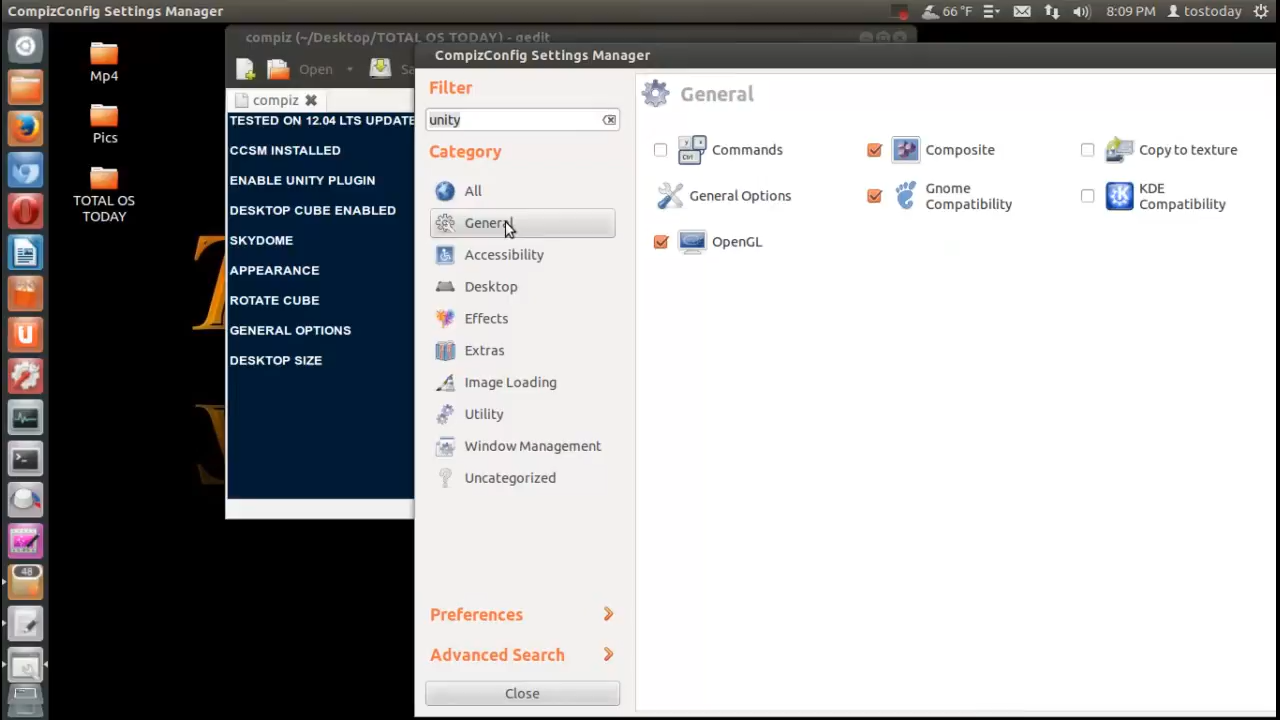 CompizConfig Settings Manager
66 °F
8:09 PM
tostoday
Mp4
Pics
TOTAL OS
TODAY
48
compiz (~/Desktop/TOTAL OS TODAY) - gedit
Open
Sa
compiz
TESTED ON 12.04 LTS UPDATE
CCSM INSTALLED
ENABLE UNITY PLUGIN
DESKTOP CUBE ENABLED
SKYDOME
APPEARANCE
ROTATE CUBE
GENERAL OPTIONS
DESKTOP SIZE
CompizConfig Settings Manager
Filter
unity
Category
All
General
Accessibility
Desktop
Effects
Extras
Image Loading
Utility
Window Management
Uncategorized
Preferences
Advanced Search
Close
General
Commands
Composite
Copy to texture
General Options
Gnome
Compatibility
KDE
Compatibility
OpenGL